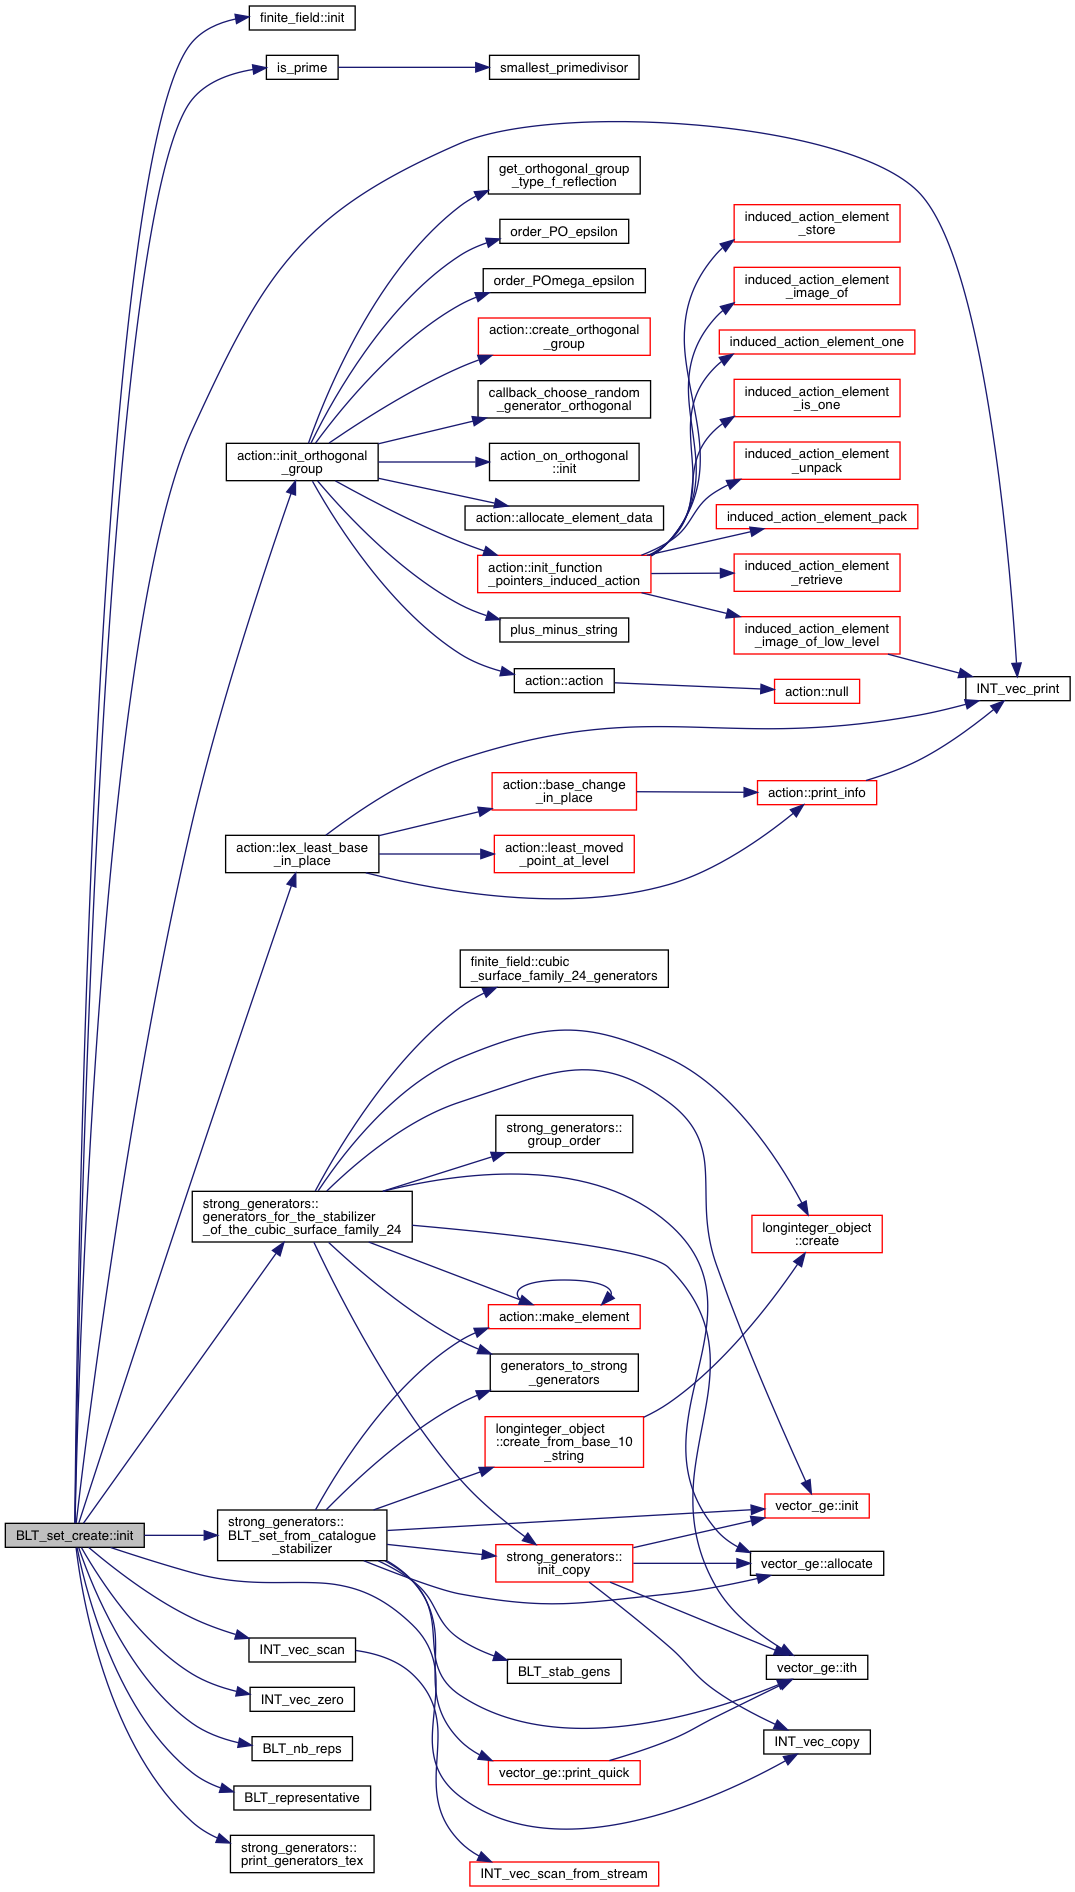 finite_field::init
is_prime
smallest_primedivisor
get_orthogonal_group
_type_f_reflection
order_PO_epsilon
order_POmega_epsilon
action::create_orthogonal
_group
callback_choose_random
_generator_orthogonal
action::init_orthogonal
_group
action_on_orthogonal
::init
action::allocate_element_data
action::init_function
_pointers_induced_action
plus_minus_string
action::action
induced_action_element
_store
induced_action_element
_image_of
induced_action_element_one
induced_action_element
_is_one
induced_action_element
_unpack
induced_action_element_pack
induced_action_element
_retrieve
induced_action_element
_image_of_low_level
action::null
INT_vec_print
action::base_change
_in_place
action::print_info
action::lex_least_base
_in_place
action::least_moved
_point_at_level
finite_field::cubic
_surface_family_24_generators
strong_generators::
group_order
strong_generators::
generators_for_the_stabilizer
_of_the_cubic_surface_family_24
longinteger_object
::create
action::make_element
generators_to_strong
_generators
longinteger_object
::create_from_base_10
_string
vector_ge::init
BLT_set_create::init
strong_generators::
BLT_set_from_catalogue
_stabilizer
strong_generators::
init_copy
vector_ge::allocate
INT_vec_scan
BLT_stab_gens
vector_ge::ith
INT_vec_zero
BLT_nb_reps
INT_vec_copy
vector_ge::print_quick
BLT_representative
strong_generators::
print_generators_tex
INT_vec_scan_from_stream